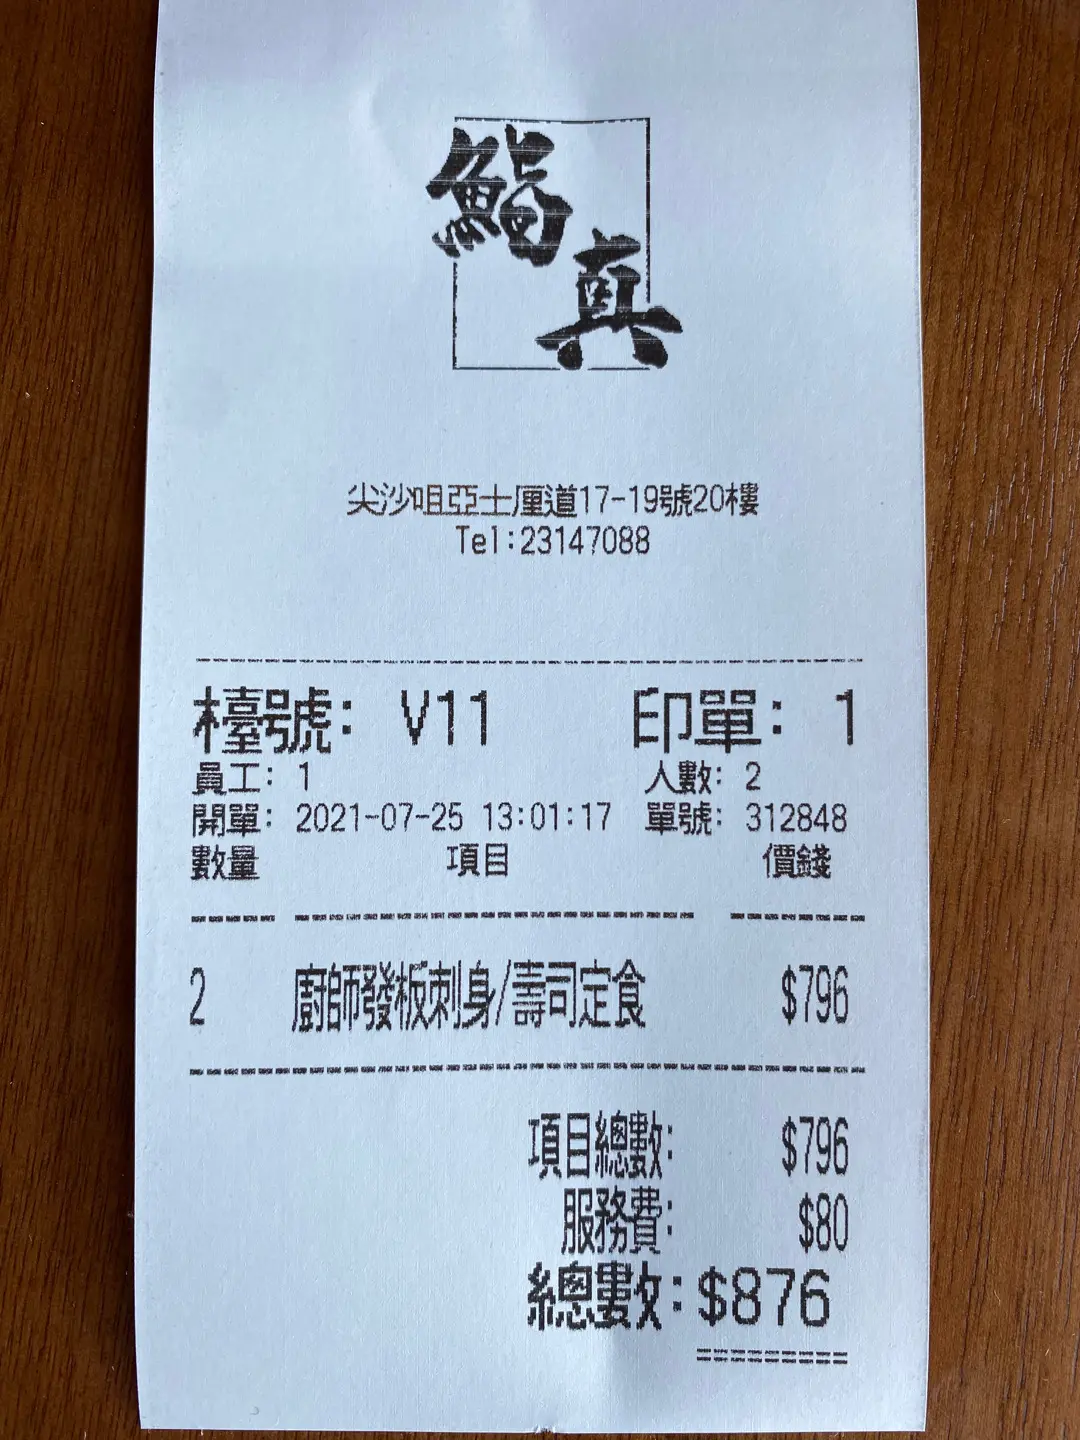 鮨
真
尖沙咀亞士厘道17-19號20樓
Tel:23147088
檯號: V11 印單: 1
員工: 1 人數: 2
開單: 2021-07-25 13:01:17 單號: 312848
數量 項目 價錢
2 廚師發板刺身/壽司定食 $796
項目總數: $796
服務費: $80
總數:$876